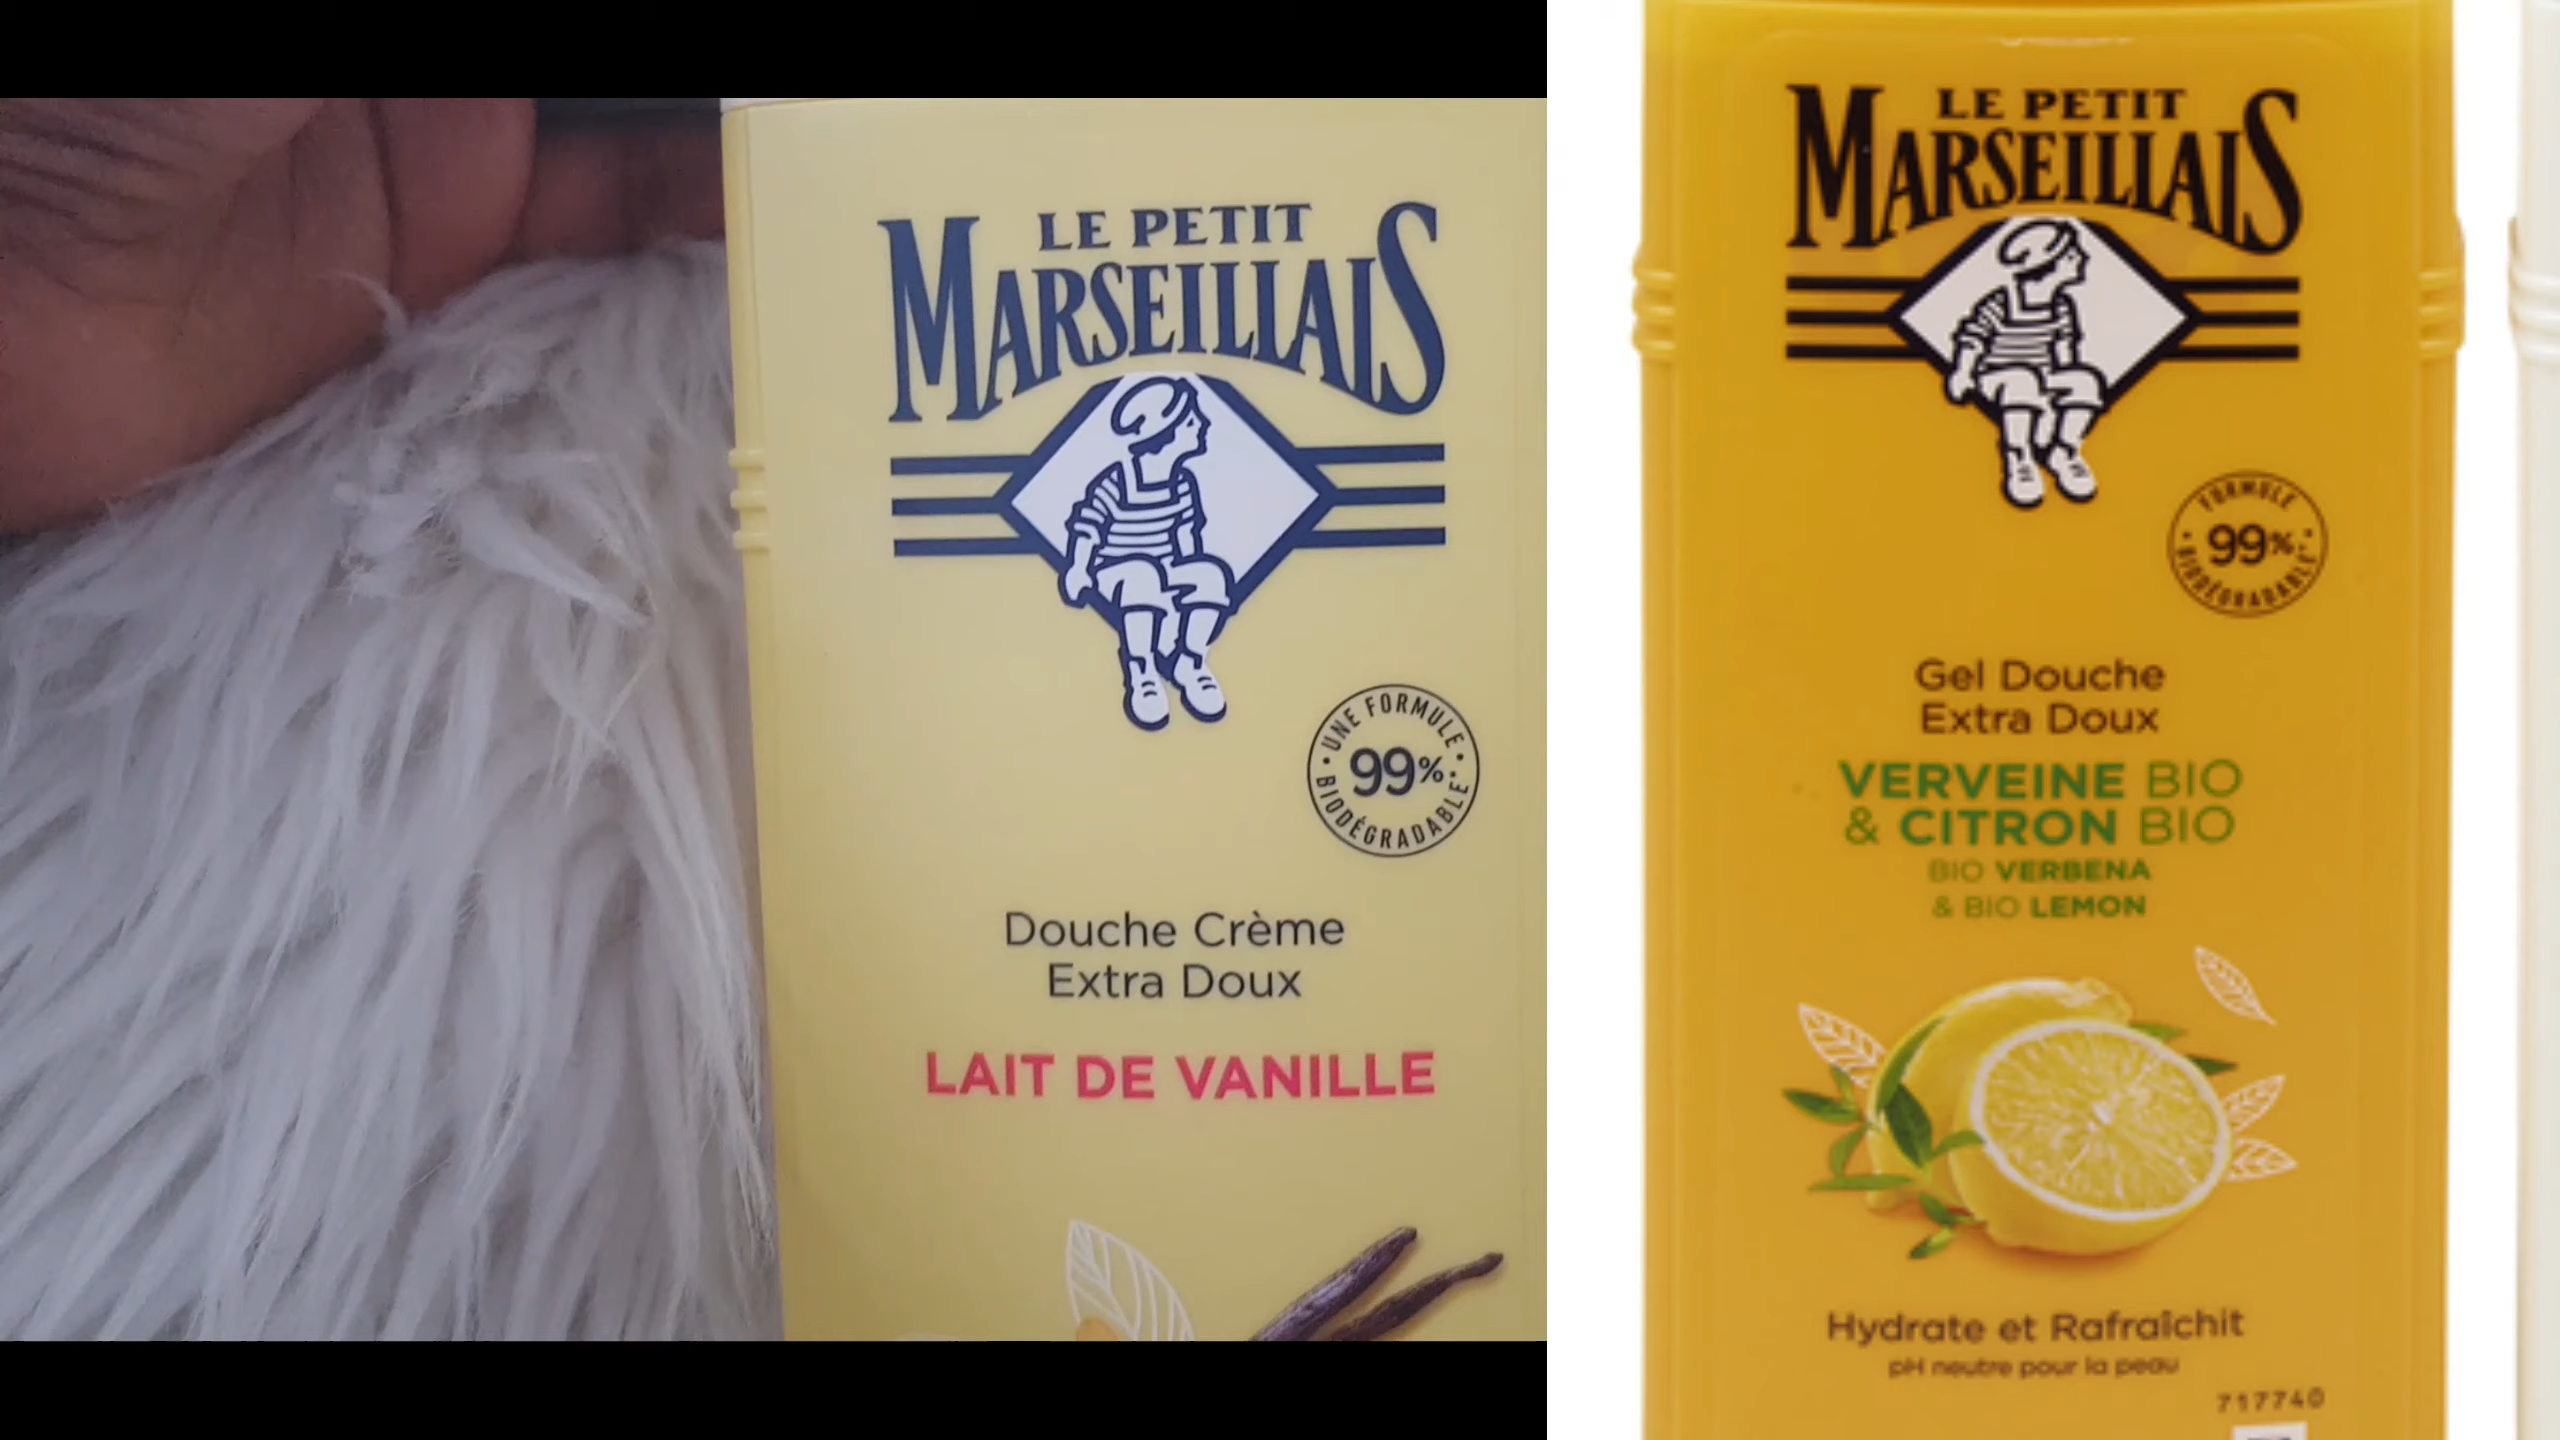 LE PETIT
MARSEILLAIS
UNE FORMULE
99%
BIODÉGRADABLE*
Douche Crème
Extra Doux
LAIT DE VANILLE
LE PETIT
MARSEILLAIS
FORMULE
99%
BIODÉGRADABLE*
Gel Douche
Extra Doux
VERVEINE BIO
& CITRON BIO
BIO VERBENA
& BIO LEMON
Hydrate et Rafraîchit
pH neutre pour la peau
717740